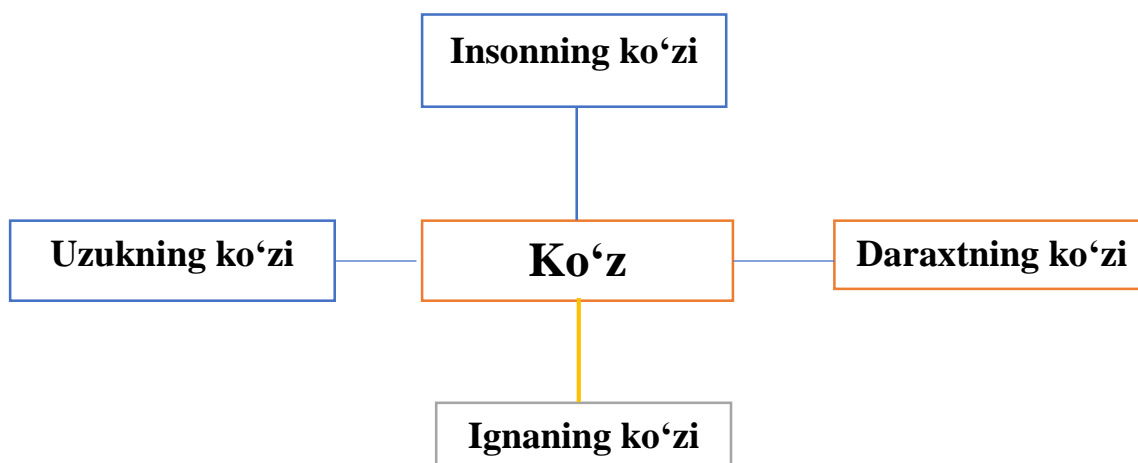 Insonning ko‘zi
Uzukning ko‘zi
Ko‘z
Daraxtning ko‘zi
Ignaning ko‘zi